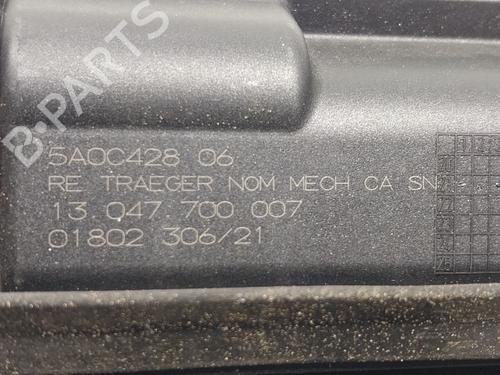 B-PARTS
5A0C428 06
RE TRAEGER NOM MECH CA SN
13 047 700 007
01802 306/21